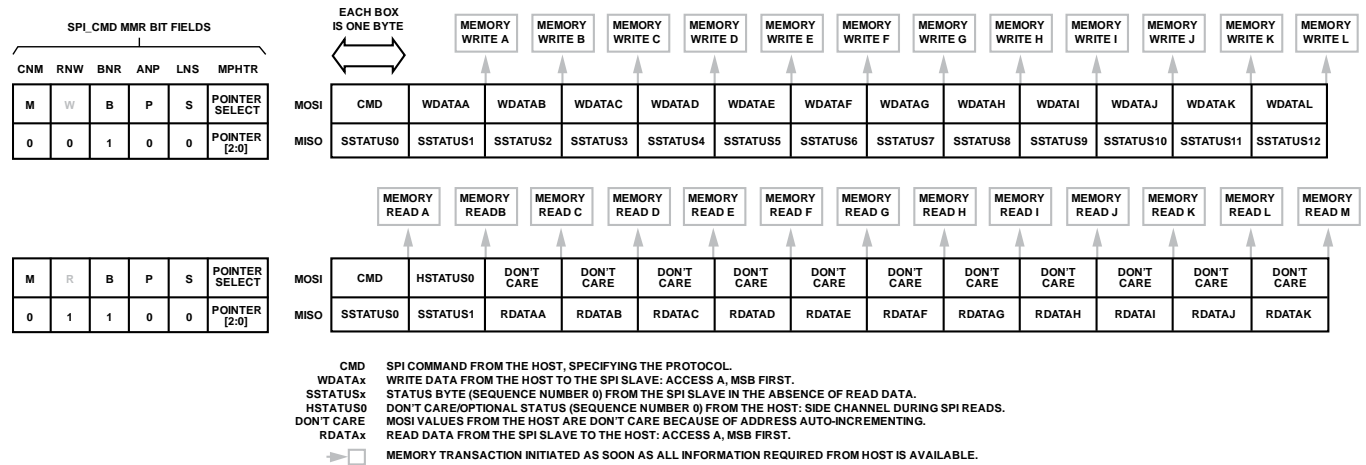 SPI_CMD MMR BIT FIELDS
EACH BOX
IS ONE BYTE
MEMORY WRITE A MEMORY WRITE B MEMORY WRITE C MEMORY WRITE D MEMORY WRITE E MEMORY WRITE F MEMORY WRITE G MEMORY WRITE H MEMORY WRITE I MEMORY WRITE J MEMORY WRITE K MEMORY WRITE L
CNM RNW BNR ANP LNS MPHTR
M W B P S POINTER SELECT
MOSI CMD WDATAA WDATAB WDATAC WDATAD WDATAE WDATAF WDATAG WDATAH WDATAI WDATAJ WDATAK WDATAL
0 0 1 0 0 POINTER [2:0]
MISO SSTATUS0 SSTATUS1 SSTATUS2 SSTATUS3 SSTATUS4 SSTATUS5 SSTATUS6 SSTATUS7 SSTATUS8 SSTATUS9 SSTATUS10 SSTATUS11 SSTATUS12
MEMORY READ A MEMORY READB MEMORY READ C MEMORY READ D MEMORY READ E MEMORY READ F MEMORY READ G MEMORY READ H MEMORY READ I MEMORY READ J MEMORY READ K MEMORY READ L MEMORY READ M
M R B P S POINTER SELECT
MOSI CMD HSTATUS0 DON'T CARE DON'T CARE DON'T CARE DON'T CARE DON'T CARE DON'T CARE DON'T CARE DON'T CARE DON'T CARE DON'T CARE DON'T CARE
0 1 1 0 0 POINTER [2:0]
MISO SSTATUS0 SSTATUS1 RDATAA RDATAB RDATAC RDATAD RDATAE RDATAF RDATAG RDATAH RDATAI RDATAJ RDATAK
CMD SPI COMMAND FROM THE HOST, SPECIFYING THE PROTOCOL.
WDATAx WRITE DATA FROM THE HOST TO THE SPI SLAVE: ACCESS A, MSB FIRST.
SSTATUSx STATUS BYTE (SEQUENCE NUMBER 0) FROM THE SPI SLAVE IN THE ABSENCE OF READ DATA.
HSTATUS0 DON'T CARE/OPTIONAL STATUS (SEQUENCE NUMBER 0) FROM THE HOST: SIDE CHANNEL DURING SPI READS.
DON'T CARE MOSI VALUES FROM THE HOST ARE DON'T CARE BECAUSE OF ADDRESS AUTO-INCREMENTING.
RDATAx READ DATA FROM THE SPI SLAVE TO THE HOST: ACCESS A, MSB FIRST.
MEMORY TRANSACTION INITIATED AS SOON AS ALL INFORMATION REQUIRED FROM HOST IS AVAILABLE.